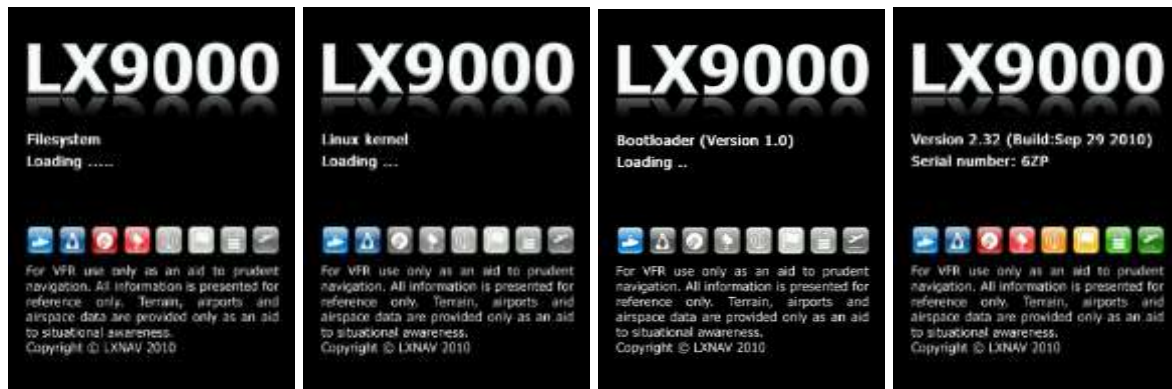 LX9000
Filesystem
Loading .....
For VFR use only as an aid to prudent
navigation. All information is presented for
reference only. Terrain, airports and
airspace data are provided only as an aid
to situational awareness.
Copyright © LXNAV 2010
LX9000
Linux kernel
Loading ...
For VFR use only as an aid to prudent
navigation. All information is presented for
reference only. Terrain, airports and
airspace data are provided only as an aid
to situational awareness.
Copyright © LXNAV 2010
LX9000
Bootloader (Version 1.0)
Loading ..
For VFR use only as an aid to prudent
navigation. All information is presented for
reference only. Terrain, airports and
airspace data are provided only as an aid
to situational awareness.
Copyright © LXNAV 2010
LX9000
Version 2.32 (Build:Sep 29 2010)
Serial number: 6ZP
For VFR use only as an aid to prudent
navigation. All information is presented for
reference only. Terrain, airports and
airspace data are provided only as an aid
to situational awareness.
Copyright © LXNAV 2010